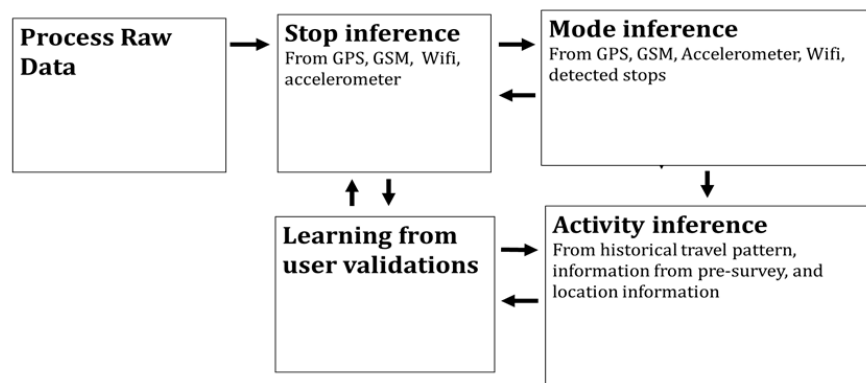 Process Raw
Data
Stop inference
From GPS, GSM, Wifi,
accelerometer
Mode inference
From GPS, GSM, Accelerometer, Wifi,
detected stops
Learning from
user validations
Activity inference
From historical travel pattern,
information from pre-survey, and
location information